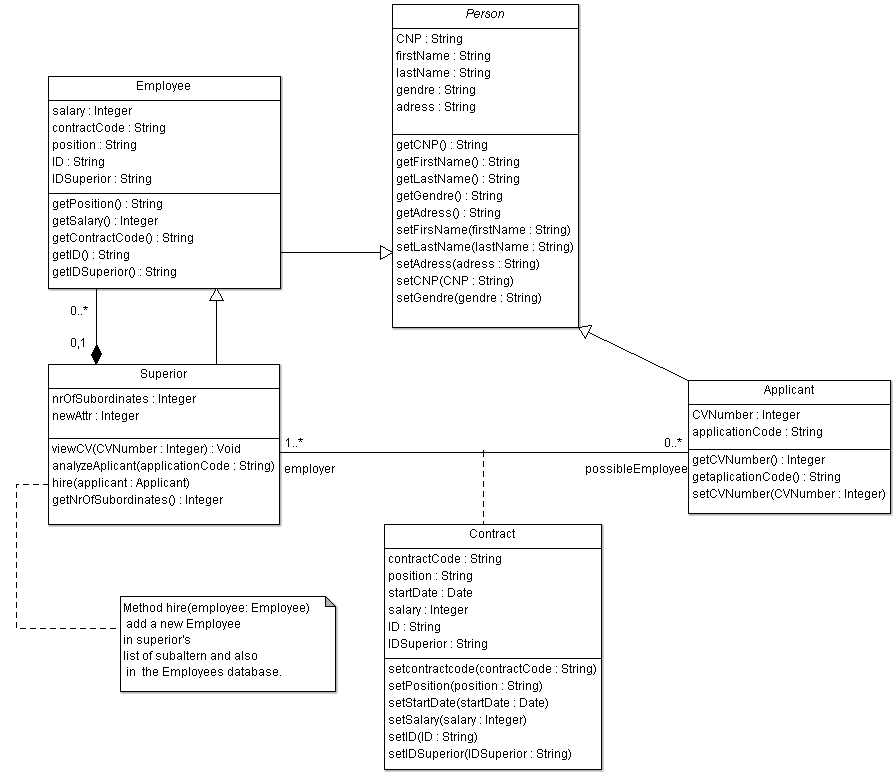 Person
CNP : String
firstName : String
lastName : String
gendre : String
adress : String
getCNP() : String
getFirstName() : String
getLastName() : String
getGendre() : String
getAdress() : String
setFirsName(firstName : String)
setLastName(lastName : String)
setAdress(adress : String)
setCNP(CNP : String)
setGendre(gendre : String)
Employee
salary : Integer
contractCode : String
position : String
ID : String
IDSuperior : String
getPosition() : String
getSalary() : Integer
getContractCode() : String
getID() : String
getIDSuperior() : String
0..*
0,1
Superior
nrOfSubordinates : Integer
newAttr : Integer
viewCV(CVNumber : Integer) : Void
analyzeAplicant(applicationCode : String)
hire(applicant : Applicant)
getNrOfSubordinates() : Integer
1..*
employer
0..*
possibleEmployee
Applicant
CVNumber : Integer
applicationCode : String
getCVNumber() : Integer
getaplicationCode() : String
setCVNumber(CVNumber : Integer)
Contract
contractCode : String
position : String
startDate : Date
salary : Integer
ID : String
IDSuperior : String
setcontractcode(contractCode : String)
setPosition(position : String)
setStartDate(startDate : Date)
setSalary(salary : Integer)
setID(ID : String)
setIDSuperior(IDSuperior : String)
Method hire(employee: Employee)
add a new Employee
in superior's
list of subaltern and also
in the Employees database.